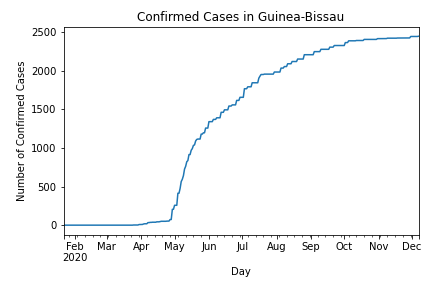 Confirmed Cases in Guinea-Bissau
Number of Confirmed Cases
2500
2000
1500
1000
500
0
Feb Mar Apr May Jun Jul Aug Sep Oct Nov Dec
2020
Day